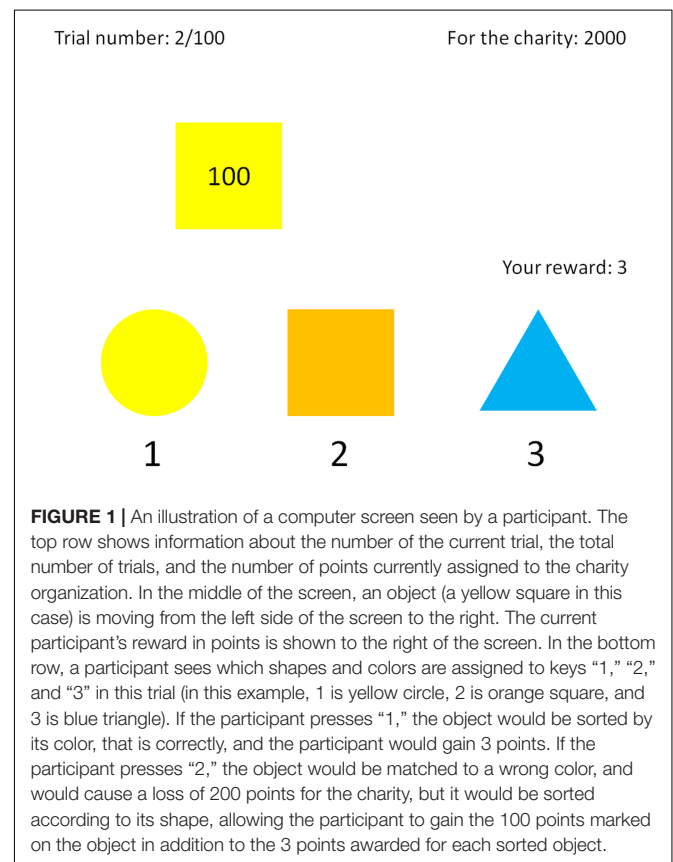 Trial number: 2/100
For the charity: 2000
100
Your reward: 3
1
2
3
FIGURE 1 | An illustration of a computer screen seen by a participant. The
top row shows information about the number of the current trial, the total
number of trials, and the number of points currently assigned to the charity
organization. In the middle of the screen, an object (a yellow square in this
case) is moving from the left side of the screen to the right. The current
participant’s reward in points is shown to the right of the screen. In the bottom
row, a participant sees which shapes and colors are assigned to keys “1,” “2,”
and “3” in this trial (in this example, 1 is yellow circle, 2 is orange square, and
3 is blue triangle). If the participant presses “1,” the object would be sorted by
its color, that is correctly, and the participant would gain 3 points. If the
participant presses “2,” the object would be matched to a wrong color, and
would cause a loss of 200 points for the charity, but it would be sorted
according to its shape, allowing the participant to gain the 100 points marked
on the object in addition to the 3 points awarded for each sorted object.